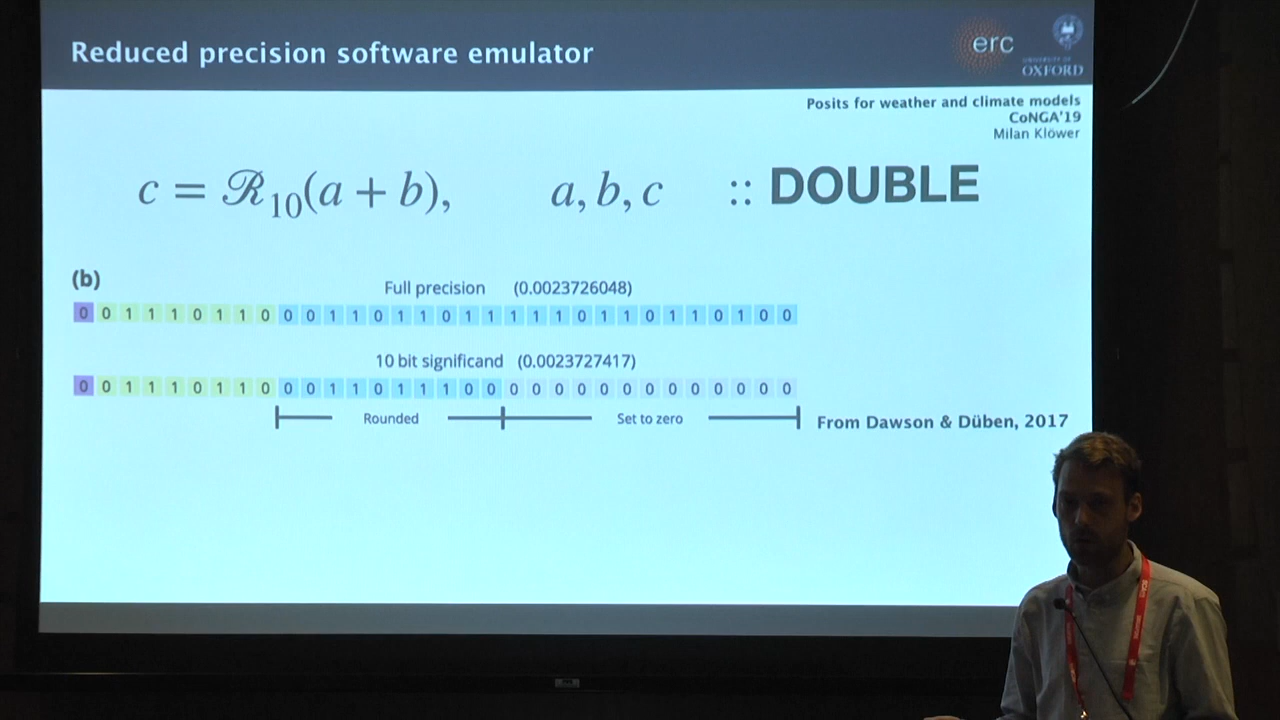 Reduced precision software emulator
erc
UNIVERSITY OF
OXFORD
Posits for weather and climate models
CoNGA'19
Milan Klöwer
c = ℛ₁₀(a + b), a, b, c :: DOUBLE
(b)
Full precision (0.0023726048)
0 0 1 1 1 0 1 1 0 0 0 1 1 0 1 1 0 1 1 1 1 1 0 1 1 0 1 1 0 1 0 0
10 bit significand (0.0023727417)
0 0 1 1 1 0 1 1 0 0 0 1 1 0 1 1 1 0 0 0 0 0 0 0 0 0 0 0 0 0 0 0
Rounded Set to zero
From Dawson & Düben, 2017